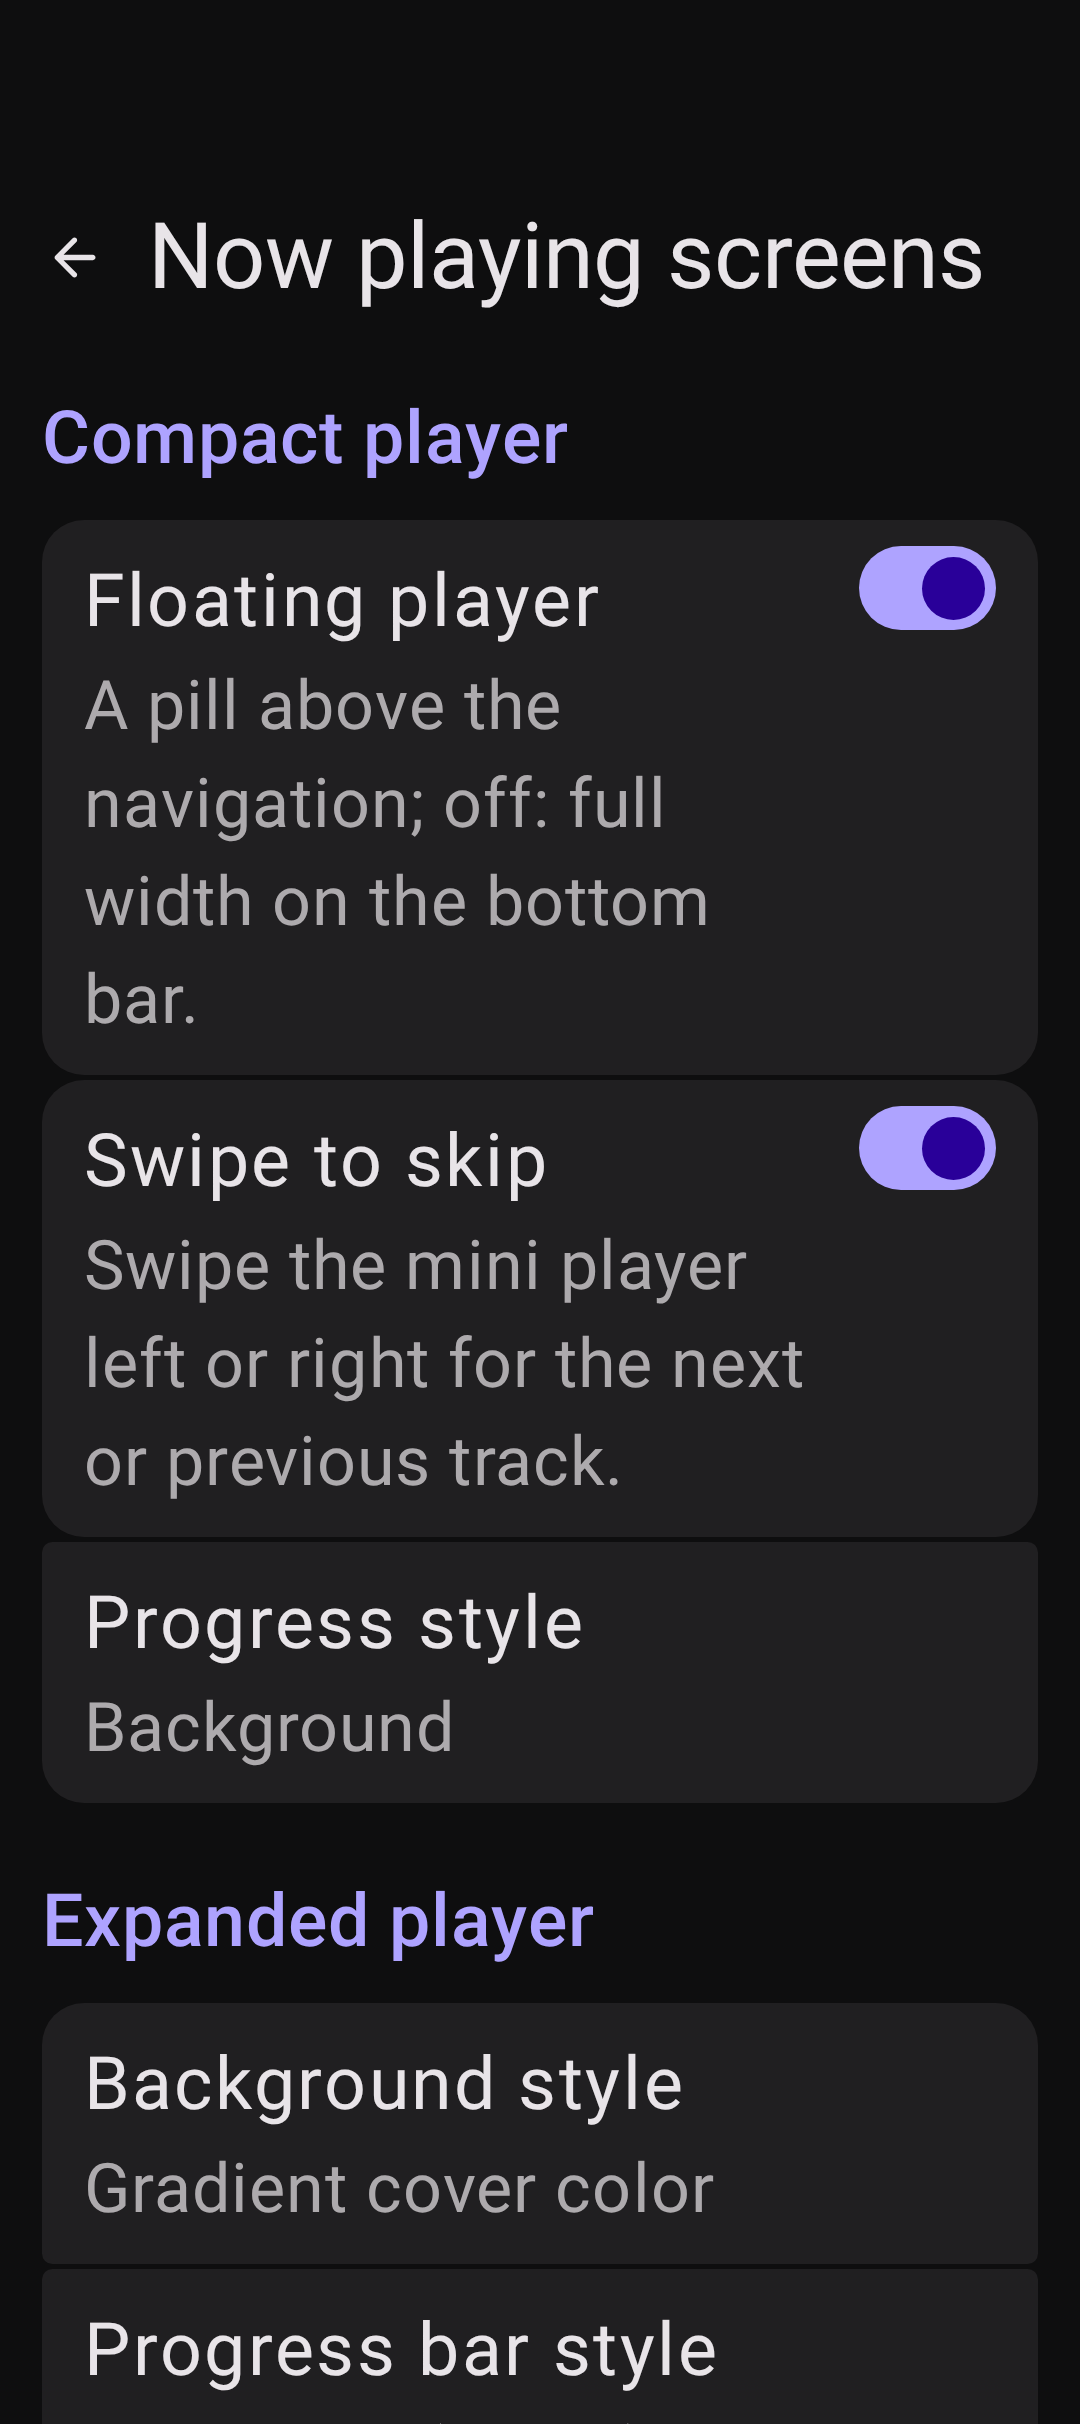 Now playing screens
Compact player
Floating player
A pill above the
navigation; off: full
width on the bottom
bar.
Swipe to skip
Swipe the mini player
left or right for the next
or previous track.
Progress style
Background
Expanded player
Background style
Gradient cover color
Progress bar style